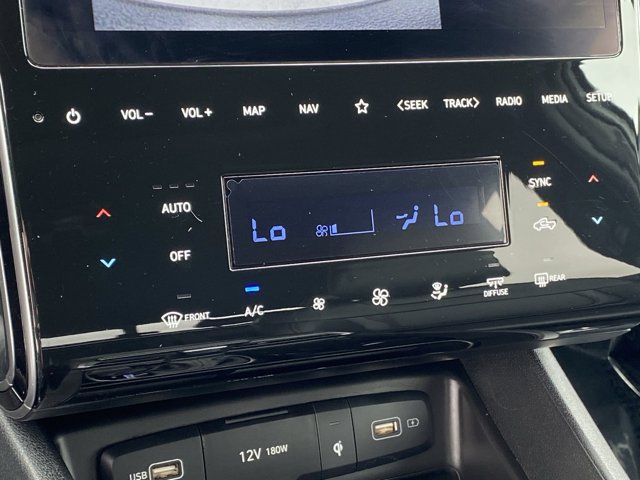 VOL− VOL+ MAP NAV ☆ <SEEK TRACK> RADIO MEDIA SETUP
AUTO SYNC
Lo Lo
OFF
FRONT A/C DIFFUSE REAR
USB 12V 180W